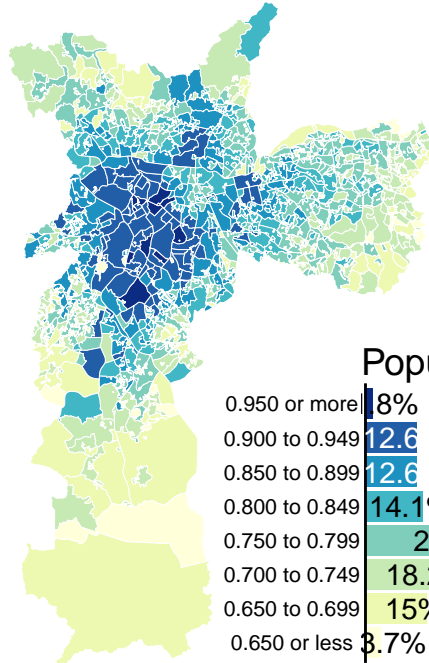 Popu
0.950 or more .8%
0.900 to 0.949 12.6
0.850 to 0.899 12.6
0.800 to 0.849 14.1%
0.750 to 0.799 2
0.700 to 0.749 18.2
0.650 to 0.699 15%
0.650 or less 3.7%